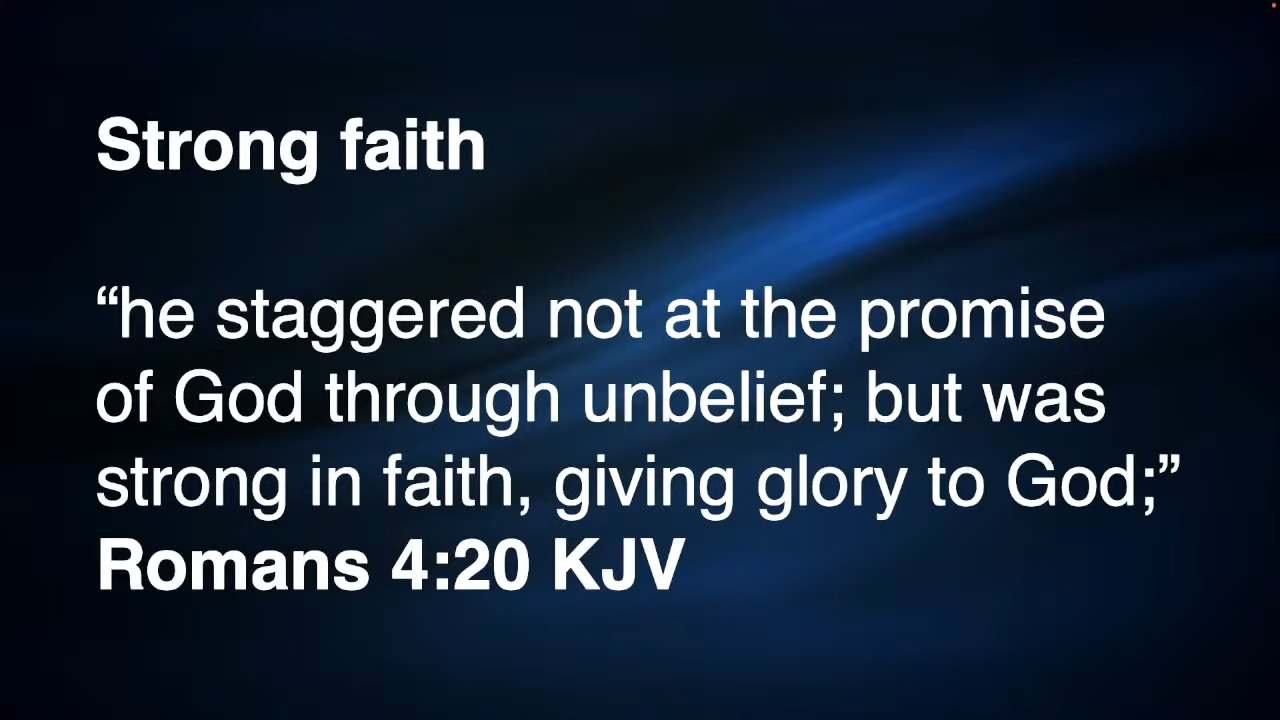 Strong faith
“he staggered not at the promise
of God through unbelief; but was
strong in faith, giving glory to God;”
Romans 4:20 KJV